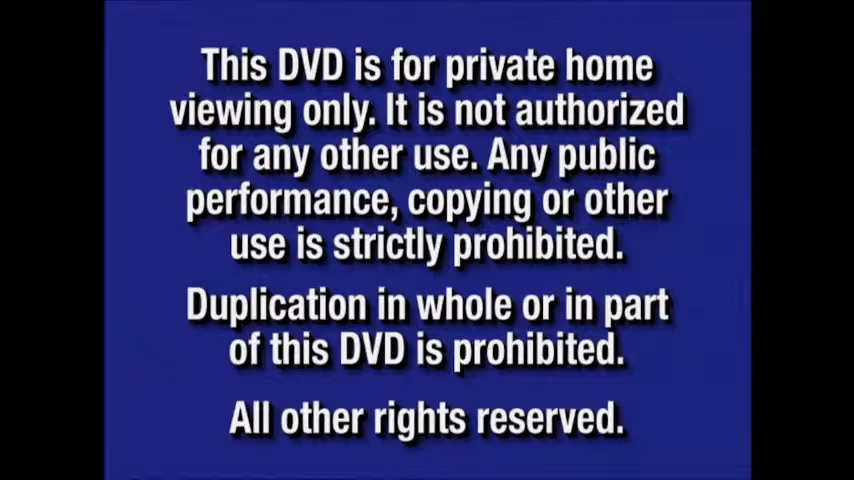 This DVD is for private home
viewing only. It is not authorized
for any other use. Any public
performance, copying or other
use is strictly prohibited.
Duplication in whole or in part
of this DVD is prohibited.
All other rights reserved.